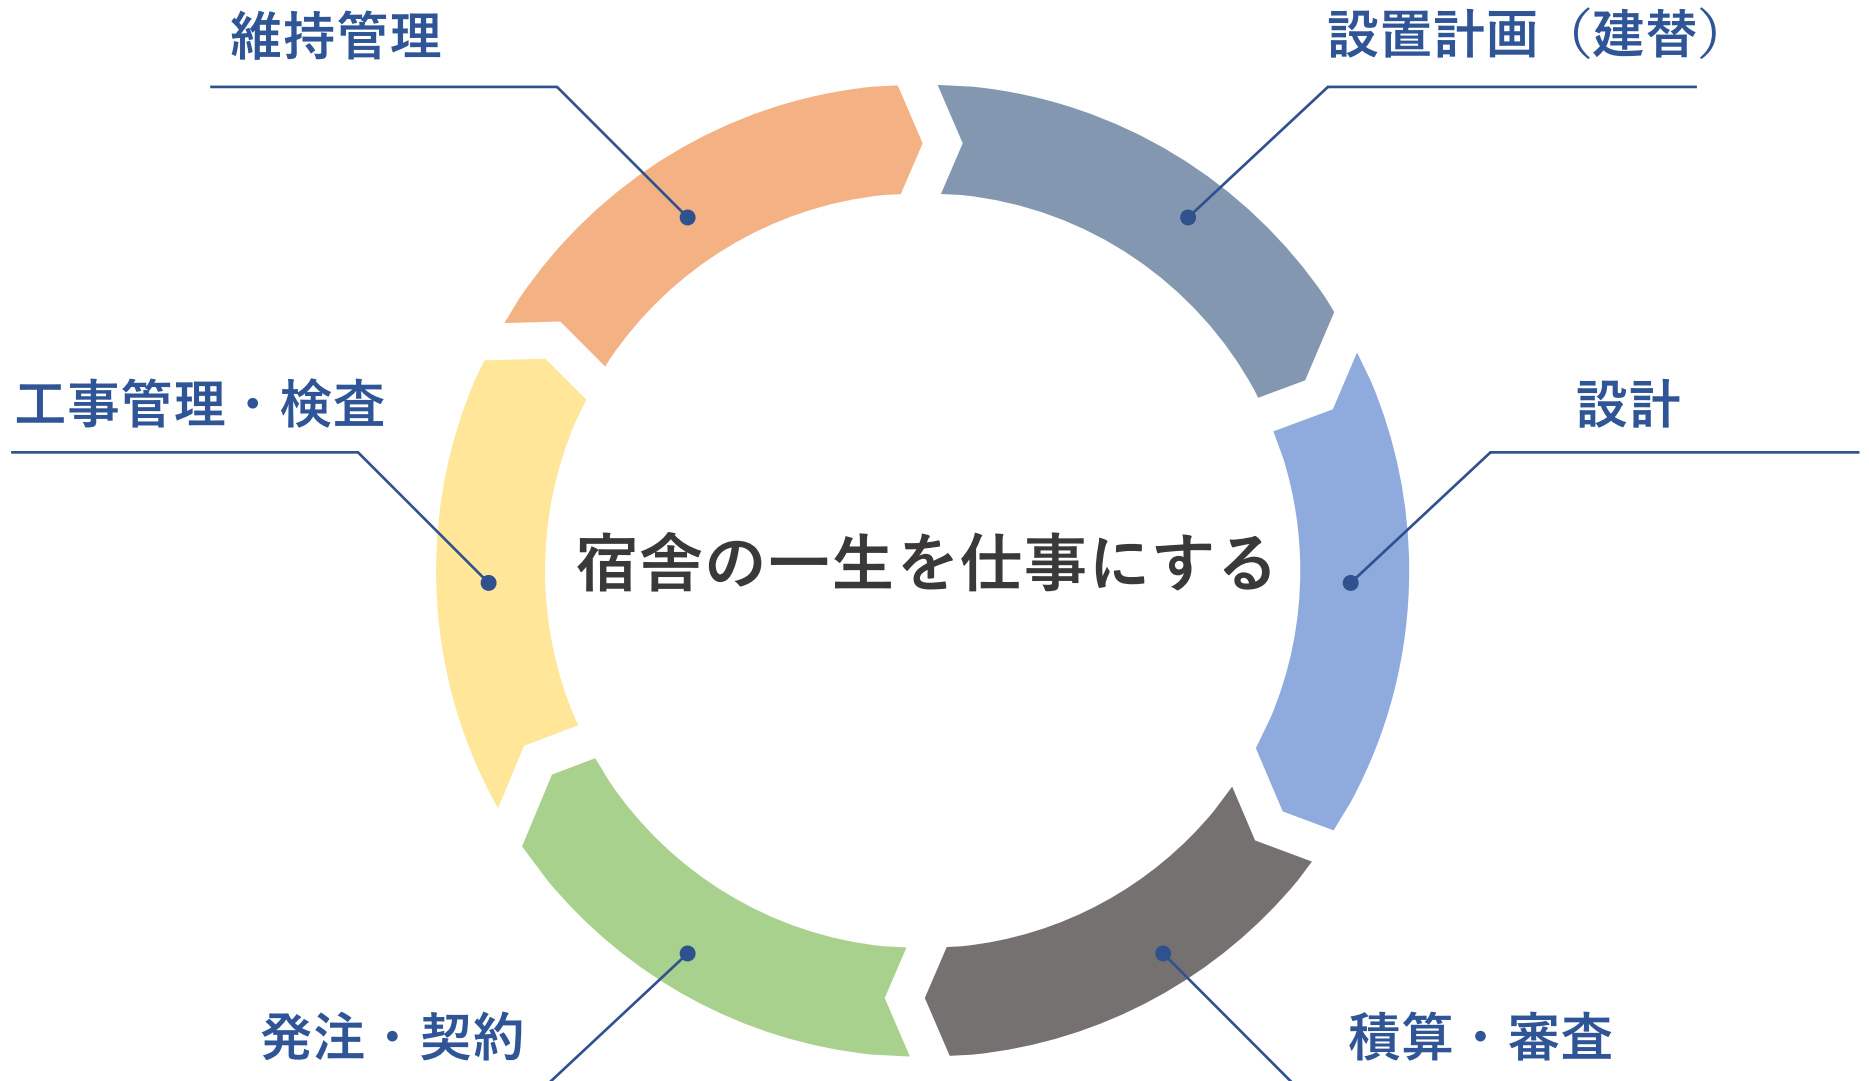 維持管理
設置計画（建替）
工事管理・検査
設計
宿舎の一生を仕事にする
発注・契約
積算・審査